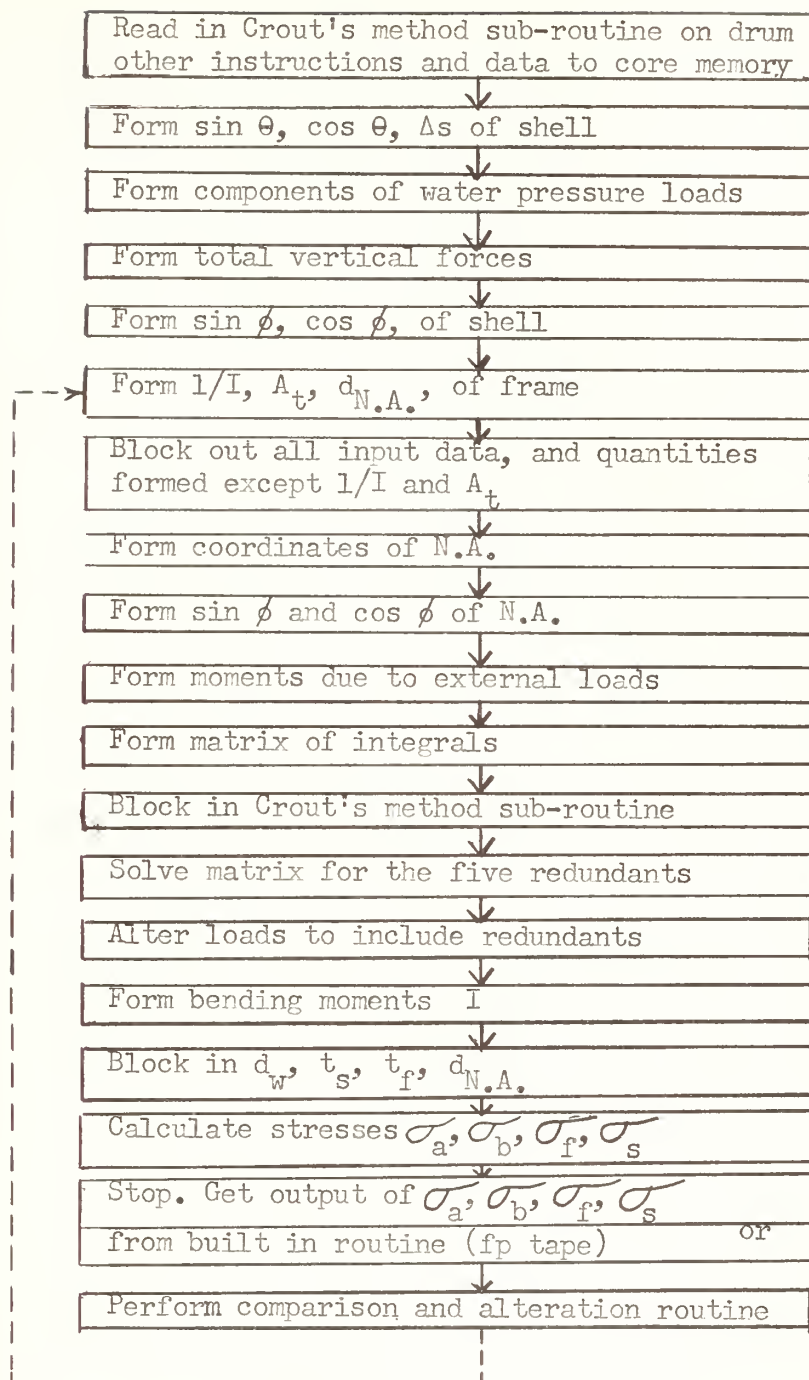 Read in Crout's method sub-routine on drum
other instructions and data to core memory
Form sin θ, cos θ, Δs of shell
Form components of water pressure loads
Form total vertical forces
Form sin ϕ, cos ϕ, of shell
Form 1/I, A_t, d_N.A., of frame
Block out all input data, and quantities
formed except 1/I and A_t
Form coordinates of N.A.
Form sin ϕ and cos ϕ of N.A.
Form moments due to external loads
Form matrix of integrals
Block in Crout's method sub-routine
Solve matrix for the five redundants
Alter loads to include redundants
Form bending moments I
Block in d_w, t_s, t_f, d_N.A.
Calculate stresses σ_a, σ_b, σ_f, σ_s
Stop. Get output of σ_a, σ_b, σ_f, σ_s
from built in routine (fp tape) or
Perform comparison and alteration routine